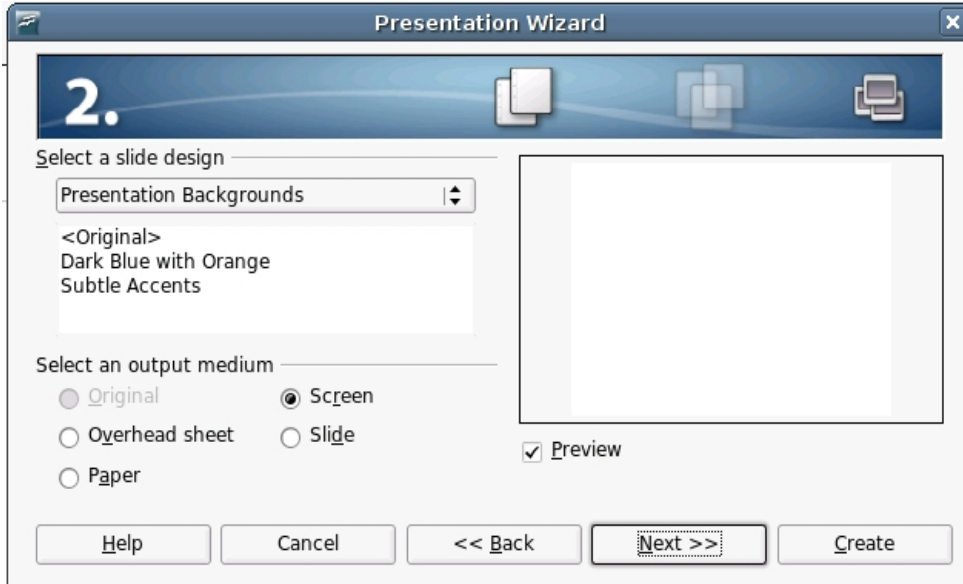 Presentation Wizard
2.
Select a slide design
Presentation Backgrounds
<Original>
Dark Blue with Orange
Subtle Accents
Select an output medium
Original
Screen
Overhead sheet
Slide
Paper
Preview
Help
Cancel
<< Back
Next >>
Create